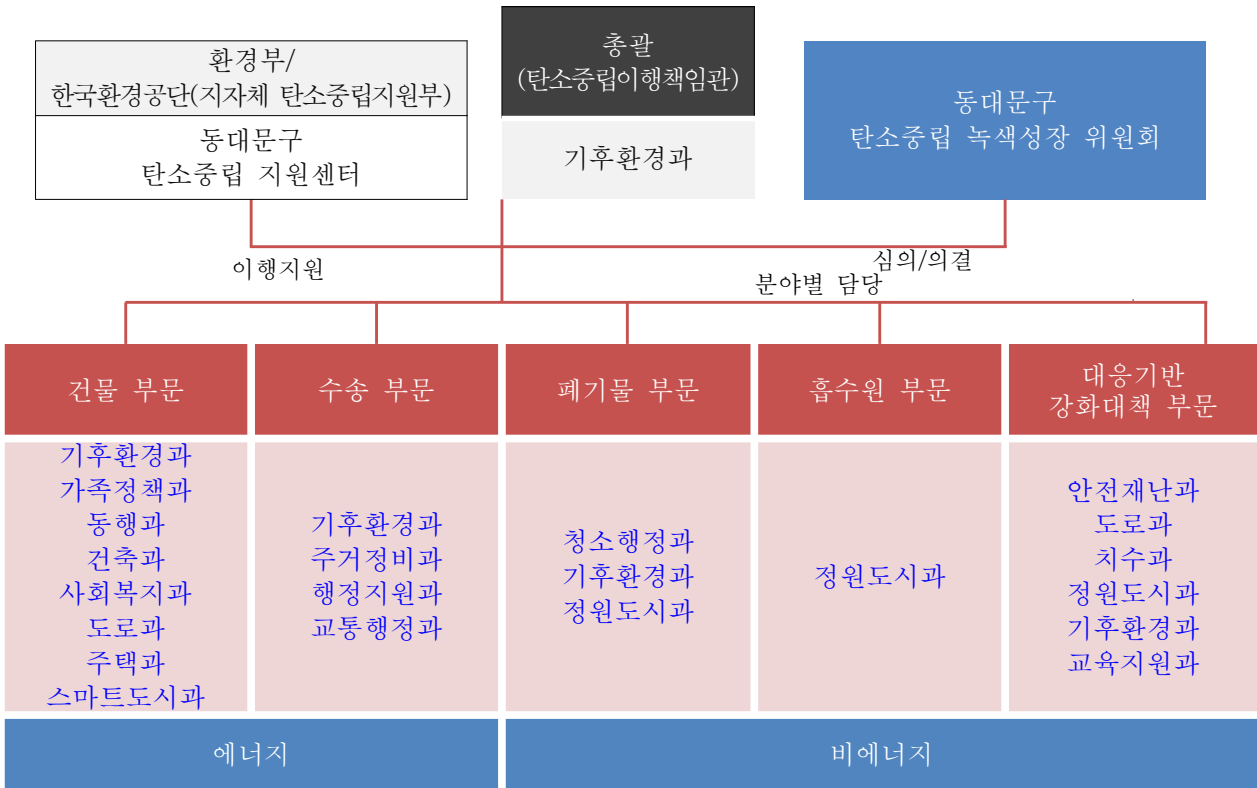 환경부/
한국환경공단(지자체 탄소중립지원부)
동대문구
탄소중립 지원센터
총괄
(탄소중립이행책임관)
기후환경과
동대문구
탄소중립 녹색성장 위원회
이행지원
심의/의결
분야별 담당
건물 부문
기후환경과
가족정책과
동행과
건축과
사회복지과
도로과
주택과
스마트도시과
수송 부문
기후환경과
주거정비과
행정지원과
교통행정과
폐기물 부문
청소행정과
기후환경과
정원도시과
흡수원 부문
정원도시과
대응기반
강화대책 부문
안전재난과
도로과
치수과
정원도시과
기후환경과
교육지원과
에너지
비에너지